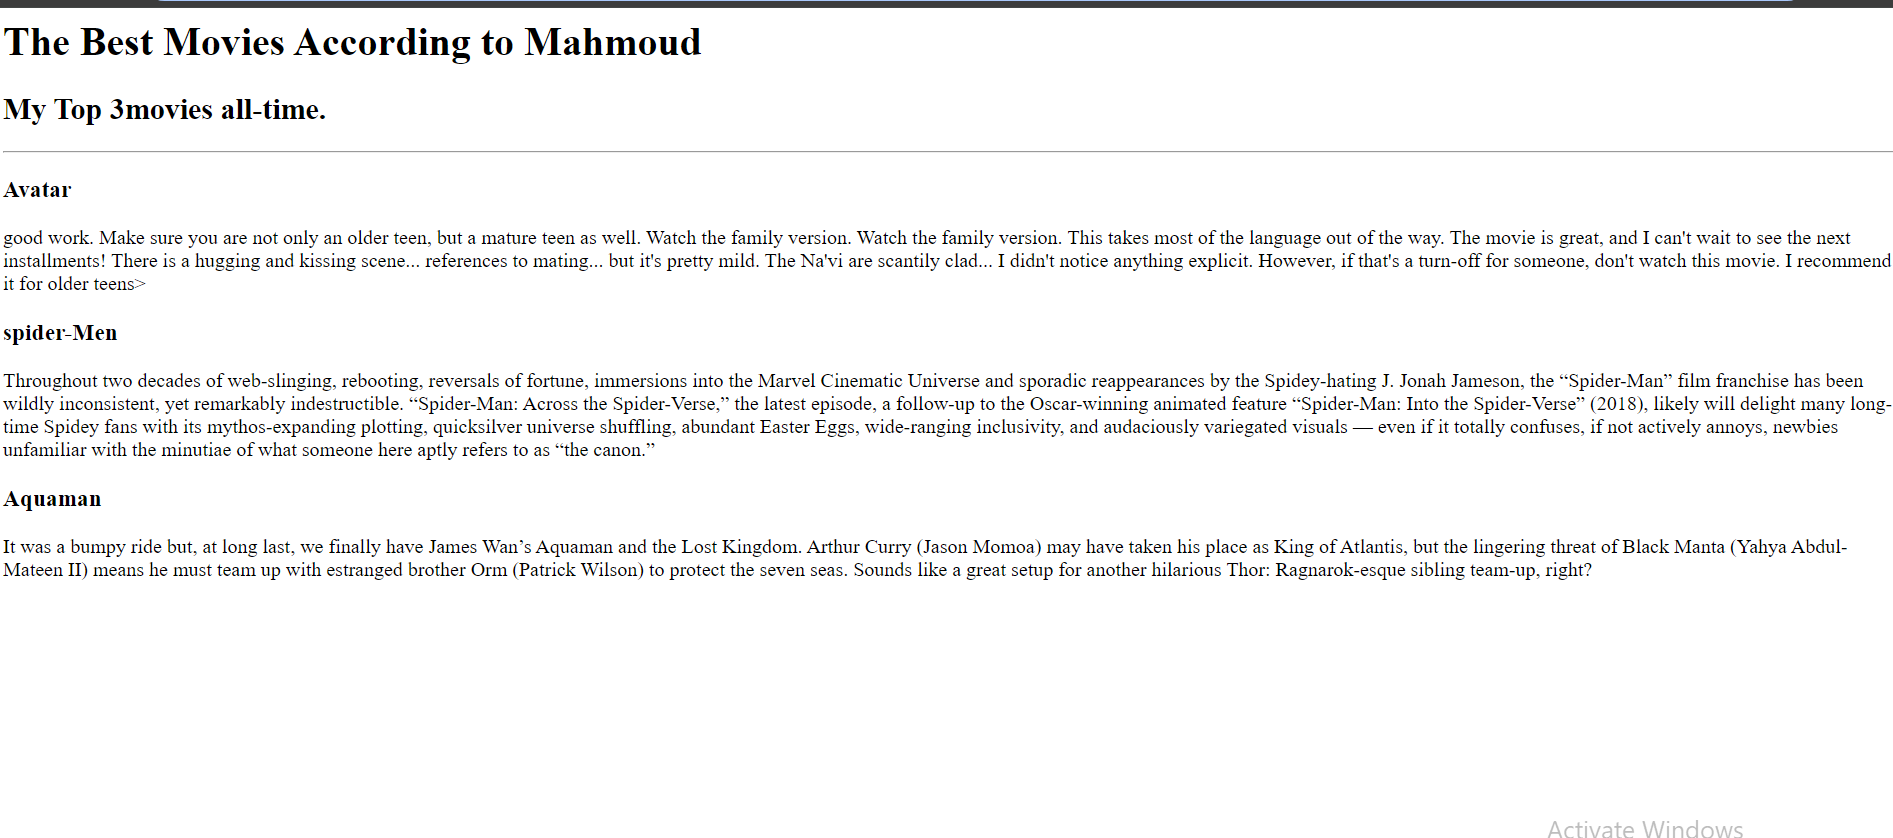 The Best Movies According to Mahmoud
My Top 3movies all-time.
Avatar
good work. Make sure you are not only an older teen, but a mature teen as well. Watch the family version. Watch the family version. This takes most of the language out of the way. The movie is great, and I can't wait to see the next
installments! There is a hugging and kissing scene... references to mating... but it's pretty mild. The Na'vi are scantily clad... I didn't notice anything explicit. However, if that's a turn-off for someone, don't watch this movie. I recommend
it for older teens>
spider-Men
Throughout two decades of web-slinging, rebooting, reversals of fortune, immersions into the Marvel Cinematic Universe and sporadic reappearances by the Spidey-hating J. Jonah Jameson, the “Spider-Man” film franchise has been
wildly inconsistent, yet remarkably indestructible. “Spider-Man: Across the Spider-Verse,” the latest episode, a follow-up to the Oscar-winning animated feature “Spider-Man: Into the Spider-Verse” (2018), likely will delight many long-
time Spidey fans with its mythos-expanding plotting, quicksilver universe shuffling, abundant Easter Eggs, wide-ranging inclusivity, and audaciously variegated visuals — even if it totally confuses, if not actively annoys, newbies
unfamiliar with the minutiae of what someone here aptly refers to as “the canon.”
Aquaman
It was a bumpy ride but, at long last, we finally have James Wan’s Aquaman and the Lost Kingdom. Arthur Curry (Jason Momoa) may have taken his place as King of Atlantis, but the lingering threat of Black Manta (Yahya Abdul-
Mateen II) means he must team up with estranged brother Orm (Patrick Wilson) to protect the seven seas. Sounds like a great setup for another hilarious Thor: Ragnarok-esque sibling team-up, right?
Activate Windows